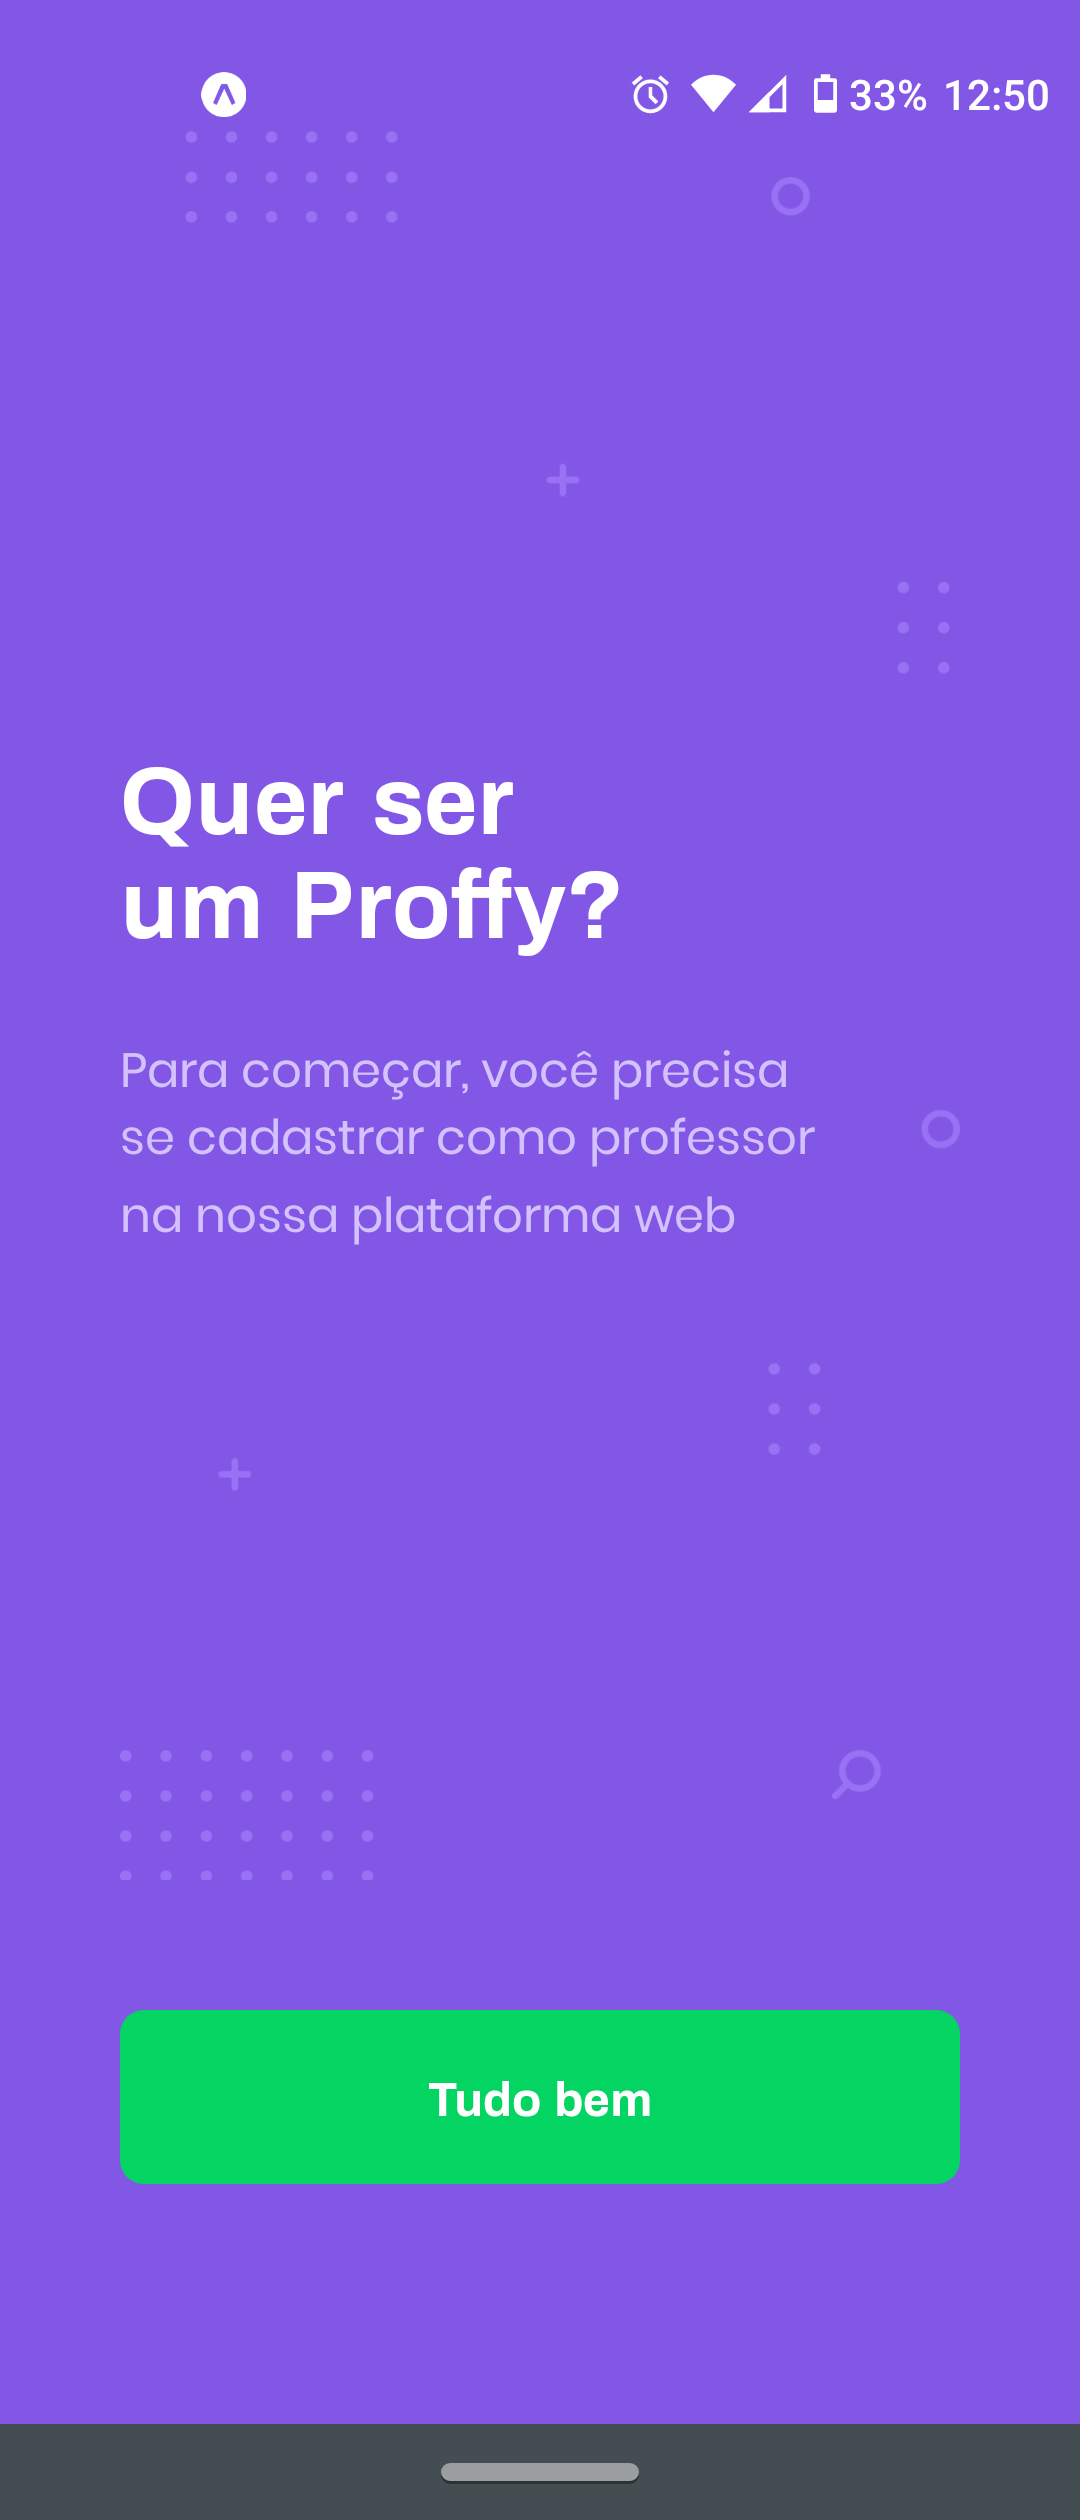 33% 12:50
Quer ser
um Proffy?
Para começar, você precisa
se cadastrar como professor
na nossa plataforma web
Tudo bem